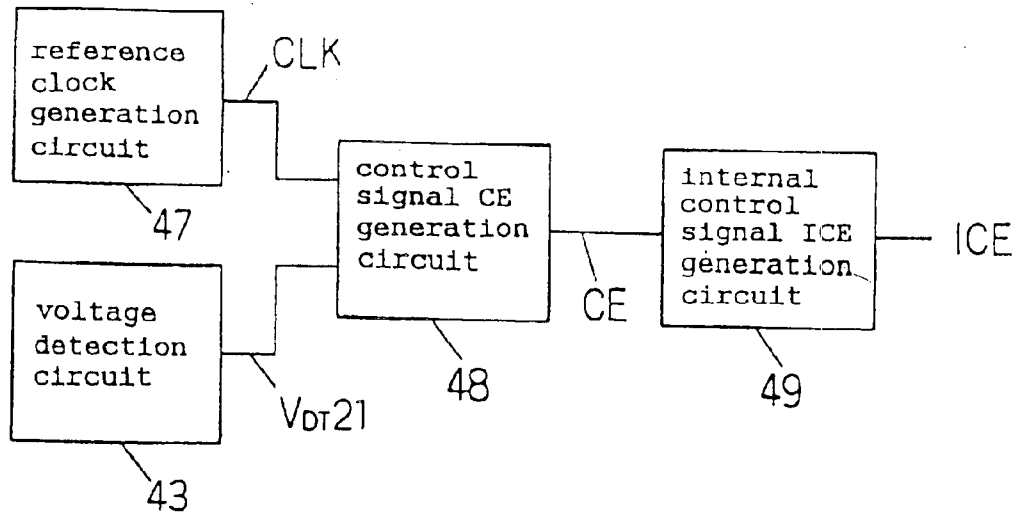 reference
clock
generation
circuit
CLK
47
voltage
detection
circuit
VDT21
43
control
signal CE
generation
circuit
48
CE
internal
control
signal ICE
generation
circuit
49
ICE